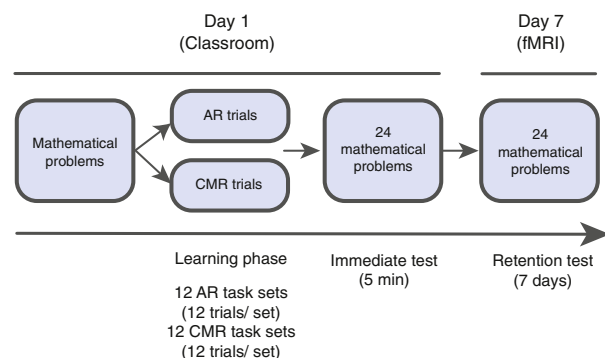 Day 1
(Classroom)
Day 7
(fMRI)
Mathematical
problems
AR trials
CMR trials
24
mathematical
problems
24
mathematical
problems
Learning phase
12 AR task sets
(12 trials/ set)
12 CMR task sets
(12 trials/ set)
Immediate test
(5 min)
Retention test
(7 days)